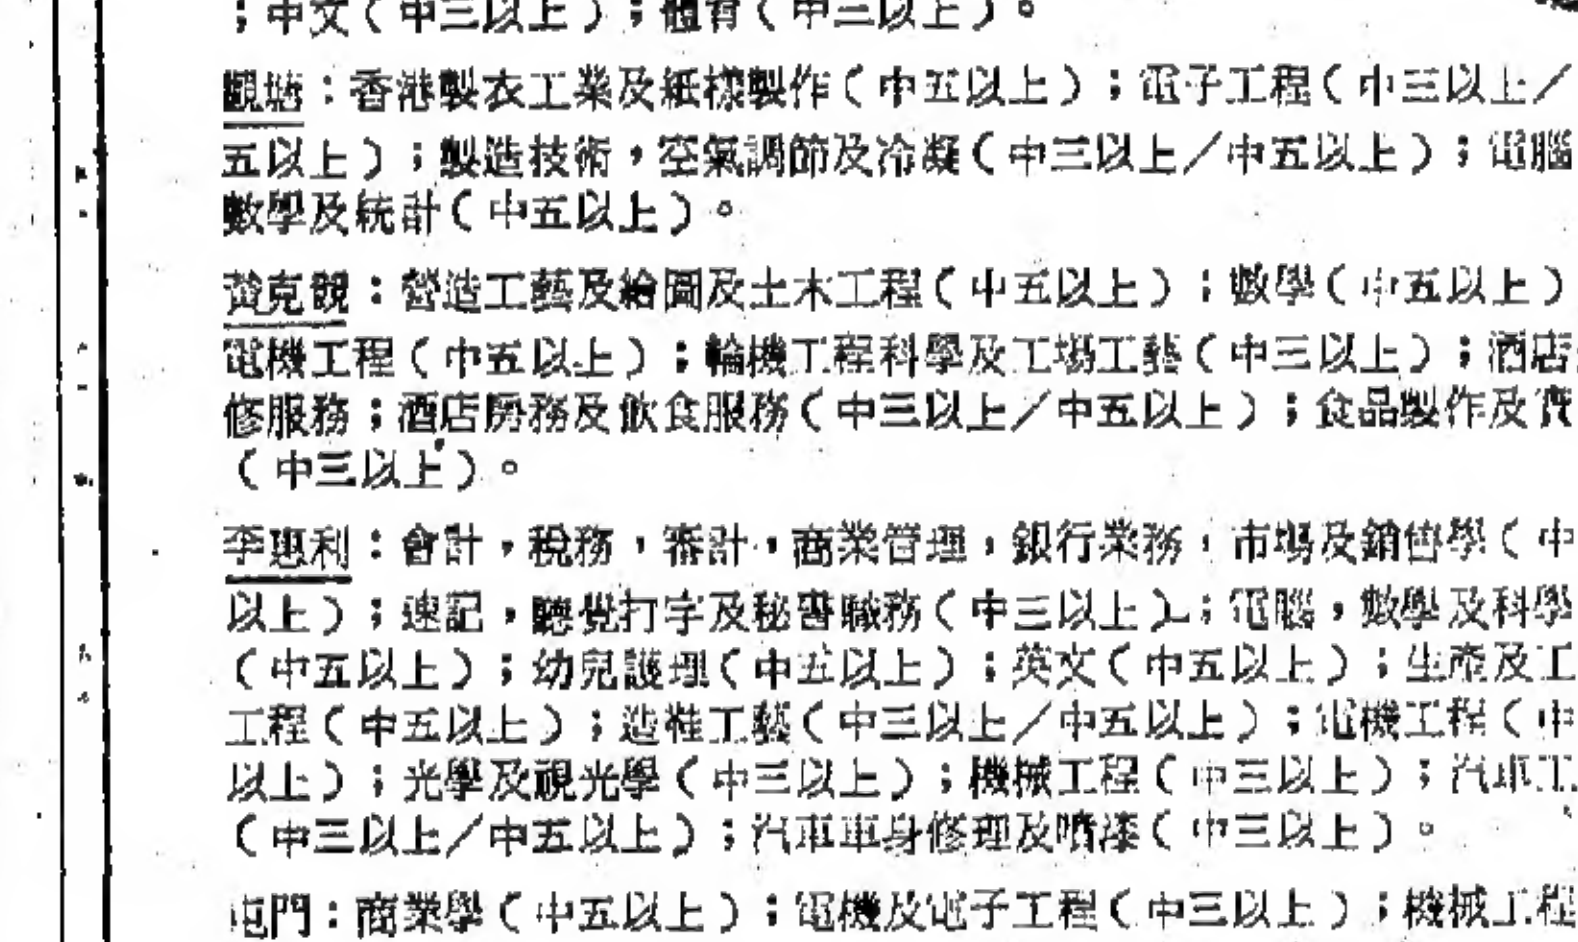 ；中文（中三以上）；體育（中三以上）。
觀塘：香港製衣工業及紙樣製作（中五以上）；電子工程（中三以上／
五以上）；製造技術，空氣調節及冷凝（中三以上／中五以上）；電腦
數學及統計（中五以上）。
黃克競：營造工藝及繪圖及土木工程（中五以上）；數學（中五以上）
電機工程（中五以上）；輪機工程科學及工場工藝（中三以上）；酒店
修服務；酒店房務及飲食服務（中三以上／中五以上）；食品製作及賣
（中三以上）。
李惠利：會計，稅務，審計，商業管理，銀行業務，市場及銷售學（中
以上）；速記，聽覺打字及秘書職務（中三以上）；電腦，數學及科學
（中五以上）；幼兒護理（中五以上）；英文（中五以上）；生產及工
工程（中五以上）；造鞋工藝（中三以上／中五以上）；電機工程（中
以上）；光學及視光學（中三以上）；機械工程（中三以上）；汽車工
（中三以上／中五以上）；汽車車身修理及噴漆（中三以上）。
屯門：商業學（中五以上）；電機及電子工程（中三以上）；機械工程